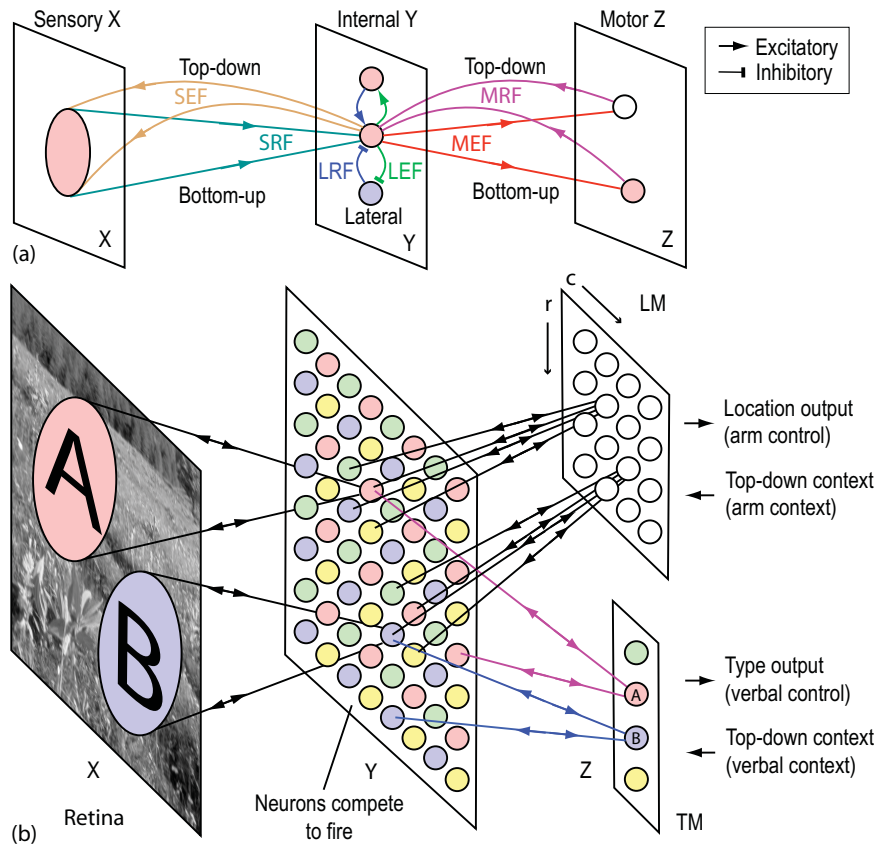 Sensory X
Internal Y
Motor Z
Excitatory
Inhibitory
Top-down
Top-down
SEF
MRF
SRF
MEF
LRF
LEF
Bottom-up
Bottom-up
Lateral
X
Y
Z
(a)
c
r
LM
A
Location output
(arm control)
Top-down context
(arm context)
B
A
Type output
(verbal control)
B
Top-down context
(verbal context)
X
Y
Z
Retina
Neurons compete
to fire
TM
(b)